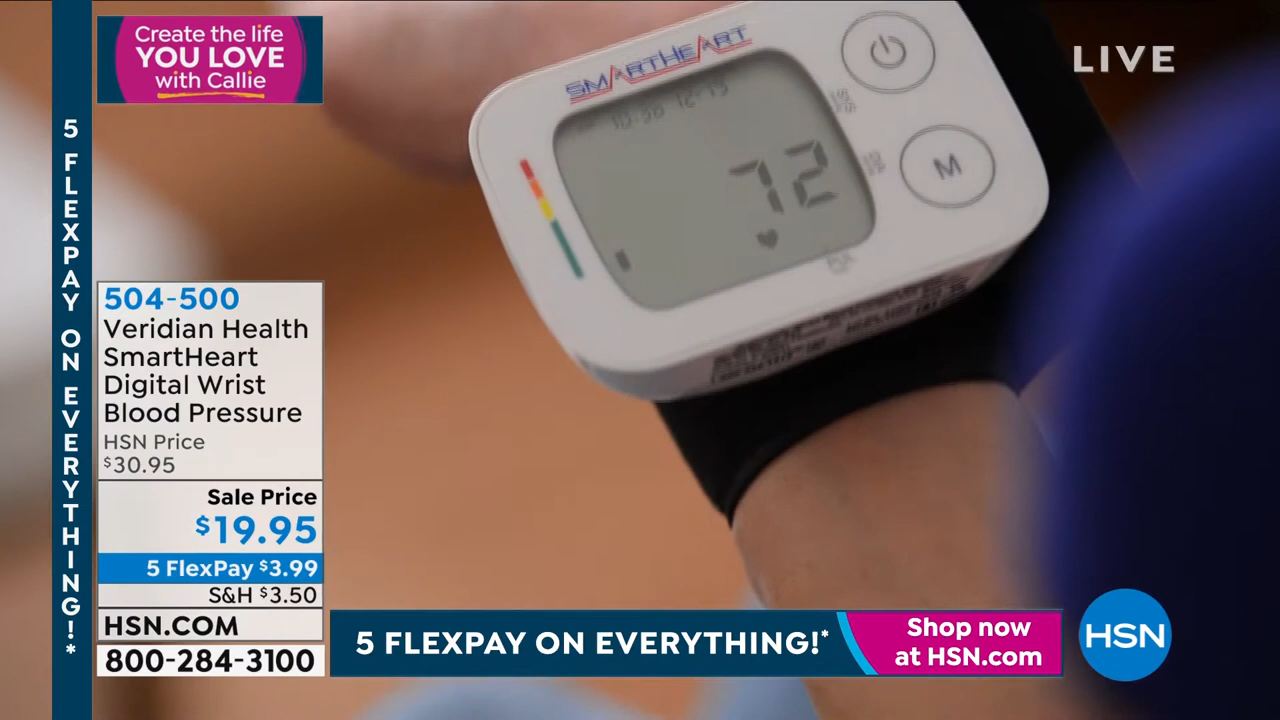 Create the life
YOU LOVE
with Callie
LIVE
5 FLEXPAY ON EVERYTHING!*
SMARTHEART
72
M
504-500
Veridian Health
SmartHeart
Digital Wrist
Blood Pressure
HSN Price
$30.95
Sale Price
$19.95
5 FlexPay $3.99
S&H $3.50
HSN.COM
800-284-3100
5 FLEXPAY ON EVERYTHING!*
Shop now
at HSN.com
HSN